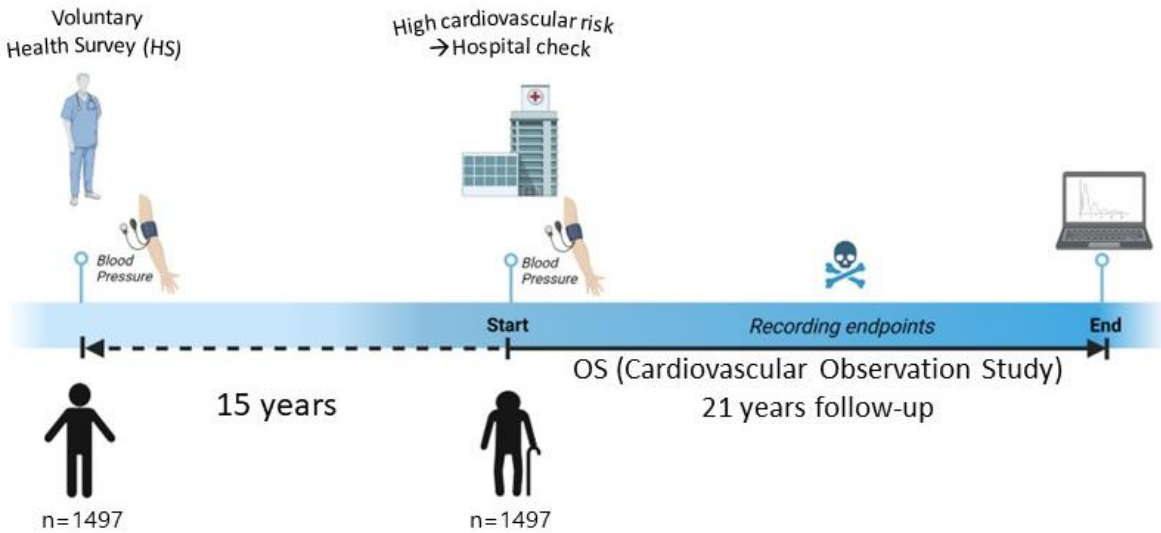 Voluntary
Health Survey (HS)
High cardiovascular risk
→Hospital check
Blood
Pressure
Blood
Pressure
Start
Recording endpoints
End
OS (Cardiovascular Observation Study)
15 years
21 years follow-up
n=1497
n=1497